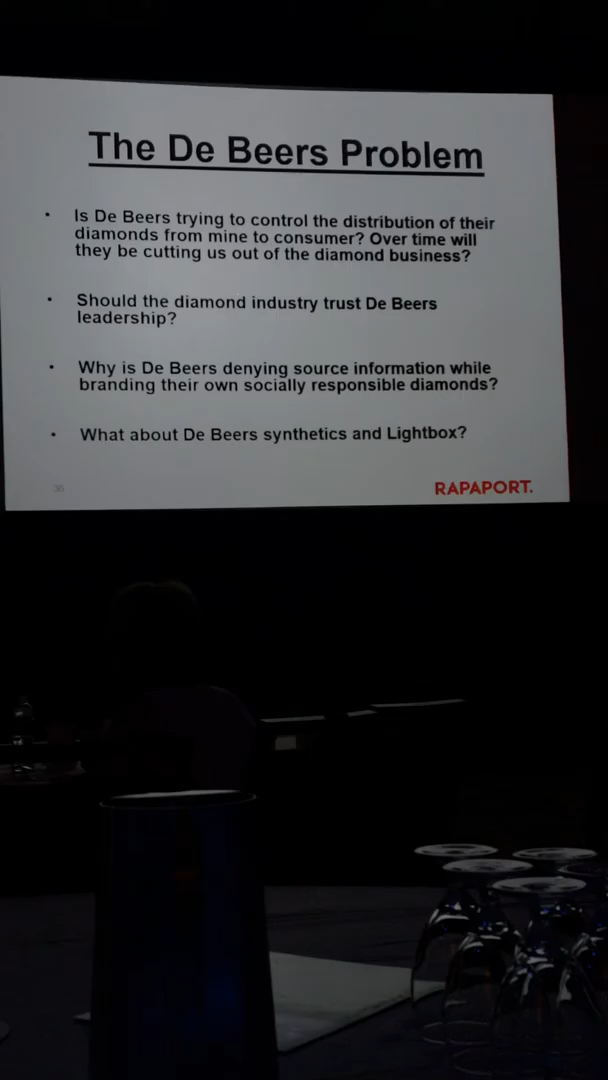 The De Beers Problem
• Is De Beers trying to control the distribution of their
diamonds from mine to consumer? Over time will
they be cutting us out of the diamond business?
• Should the diamond industry trust De Beers
leadership?
• Why is De Beers denying source information while
branding their own socially responsible diamonds?
• What about De Beers synthetics and Lightbox?
36
RAPAPORT.